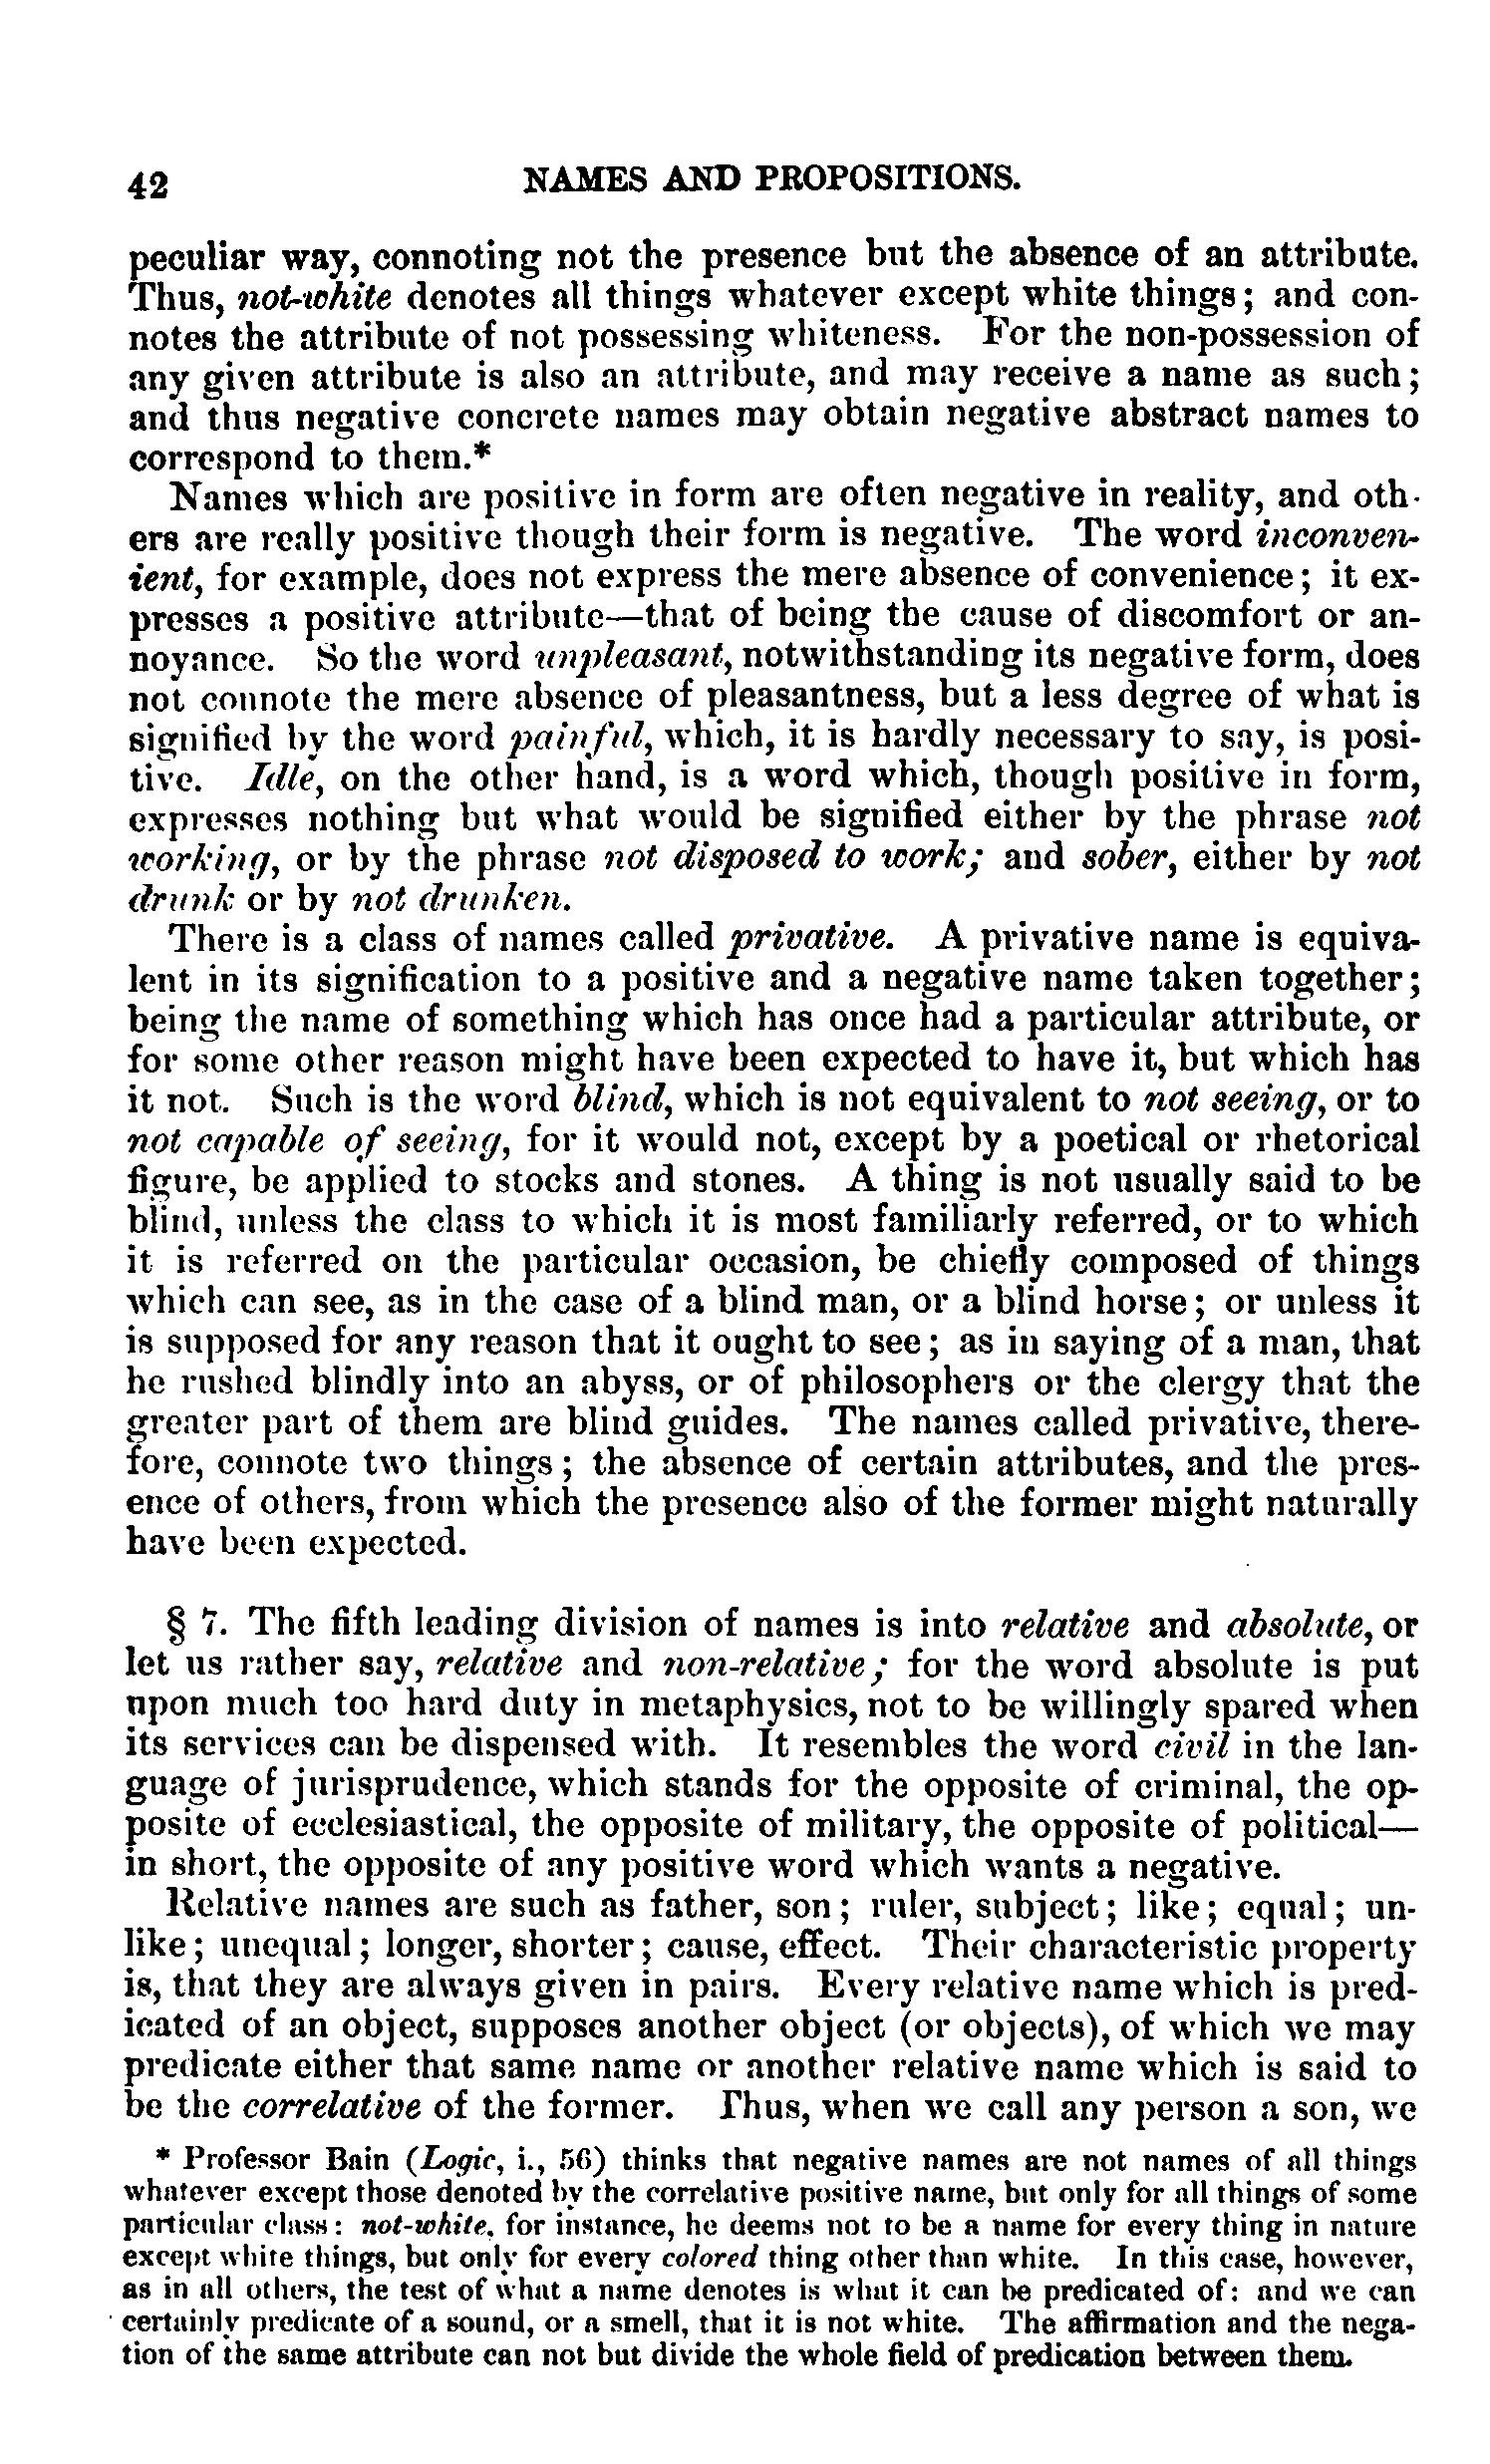 42 NAMES AND PROPOSITIONS.
peculiar way, connoting not the presence but the absence of an attribute.
Thus, not-white denotes all things whatever except white things; and con-
notes the attribute of not possessing whiteness. For the non-possession of
any given attribute is also an attribute, and may receive a name as such;
and thus negative concrete names may obtain negative abstract names to
correspond to them.*
Names which are positive in form are often negative in reality, and oth-
ers are really positive though their form is negative. The word inconven-
ient, for example, does not express the mere absence of convenience; it ex-
presses a positive attribute—that of being the cause of discomfort or an-
noyance. So the word unpleasant, notwithstanding its negative form, does
not connote the mere absence of pleasantness, but a less degree of what is
signified by the word painful, which, it is hardly necessary to say, is posi-
tive. Idle, on the other hand, is a word which, though positive in form,
expresses nothing but what would be signified either by the phrase not
working, or by the phrase not disposed to work; and sober, either by not
drunk or by not drunken.
There is a class of names called privative. A privative name is equiva-
lent in its signification to a positive and a negative name taken together;
being the name of something which has once had a particular attribute, or
for some other reason might have been expected to have it, but which has
it not. Such is the word blind, which is not equivalent to not seeing, or to
not capable of seeing, for it would not, except by a poetical or rhetorical
figure, be applied to stocks and stones. A thing is not usually said to be
blind, unless the class to which it is most familiarly referred, or to which
it is referred on the particular occasion, be chiefly composed of things
which can see, as in the case of a blind man, or a blind horse; or unless it
is supposed for any reason that it ought to see; as in saying of a man, that
he rushed blindly into an abyss, or of philosophers or the clergy that the
greater part of them are blind guides. The names called privative, there-
fore, connote two things; the absence of certain attributes, and the pres-
ence of others, from which the presence also of the former might naturally
have been expected.
§ 7. The fifth leading division of names is into relative and absolute, or
let us rather say, relative and non-relative; for the word absolute is put
upon much too hard duty in metaphysics, not to be willingly spared when
its services can be dispensed with. It resembles the word civil in the lan-
guage of jurisprudence, which stands for the opposite of criminal, the op-
posite of ecclesiastical, the opposite of military, the opposite of political—
in short, the opposite of any positive word which wants a negative.
Relative names are such as father, son; ruler, subject; like; equal; un-
like; unequal; longer, shorter; cause, effect. Their characteristic property
is, that they are always given in pairs. Every relative name which is pred-
icated of an object, supposes another object (or objects), of which we may
predicate either that same name or another relative name which is said to
be the correlative of the former. Thus, when we call any person a son, we
* Professor Bain (Logic, i., 56) thinks that negative names are not names of all things
whatever except those denoted by the correlative positive name, but only for all things of some
particular class: not-white, for instance, he deems not to be a name for every thing in nature
except white things, but only for every colored thing other than white. In this case, however,
as in all others, the test of what a name denotes is what it can be predicated of: and we can
certainly predicate of a sound, or a smell, that it is not white. The affirmation and the nega-
tion of the same attribute can not but divide the whole field of predication between them.